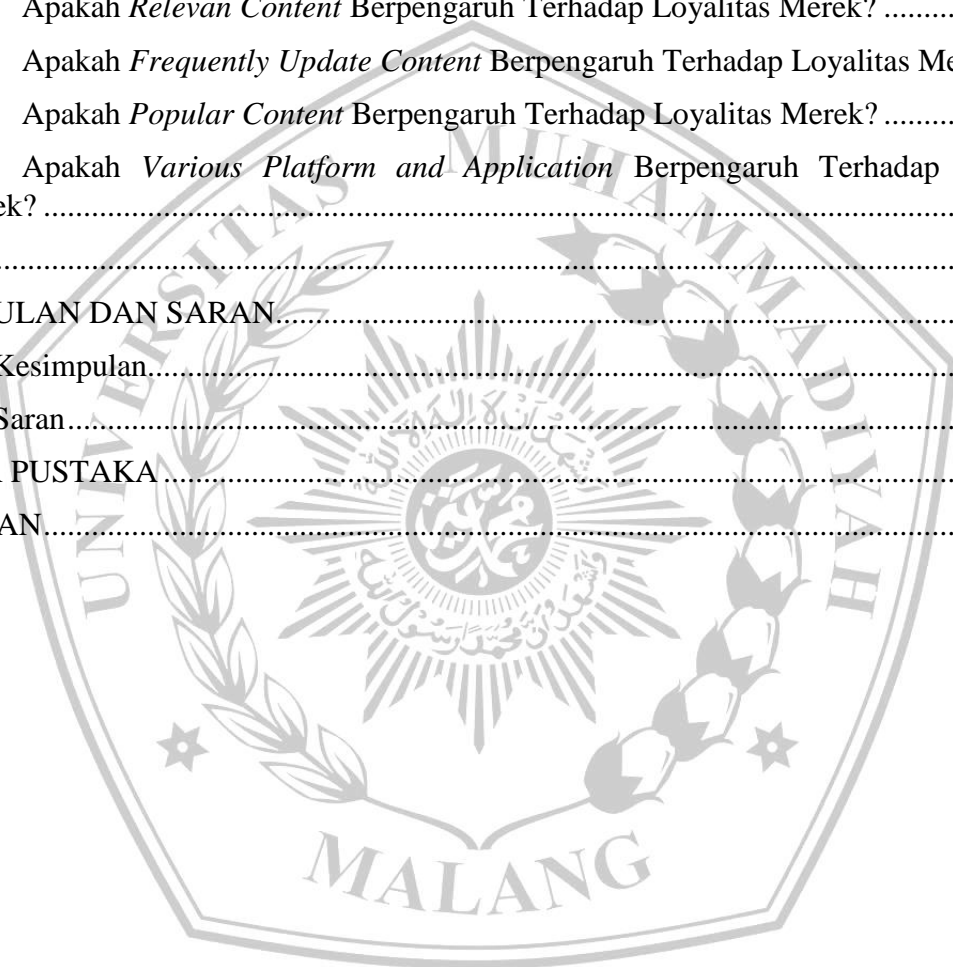 Apakah Relevan Content Berpengaruh Terhadap Loyalitas Merek? ..........
Apakah Frequently Update Content Berpengaruh Terhadap Loyalitas Me
Apakah Popular Content Berpengaruh Terhadap Loyalitas Merek? ..........
Apakah Various Platform and Application Berpengaruh Terhadap
ek? ..........
..........
ULAN DAN SARAN..........
Kesimpulan..........
Saran..........
PUSTAKA ..........
AN..........
UNIVERSITAS MUHAMMADIYAH
MALANG